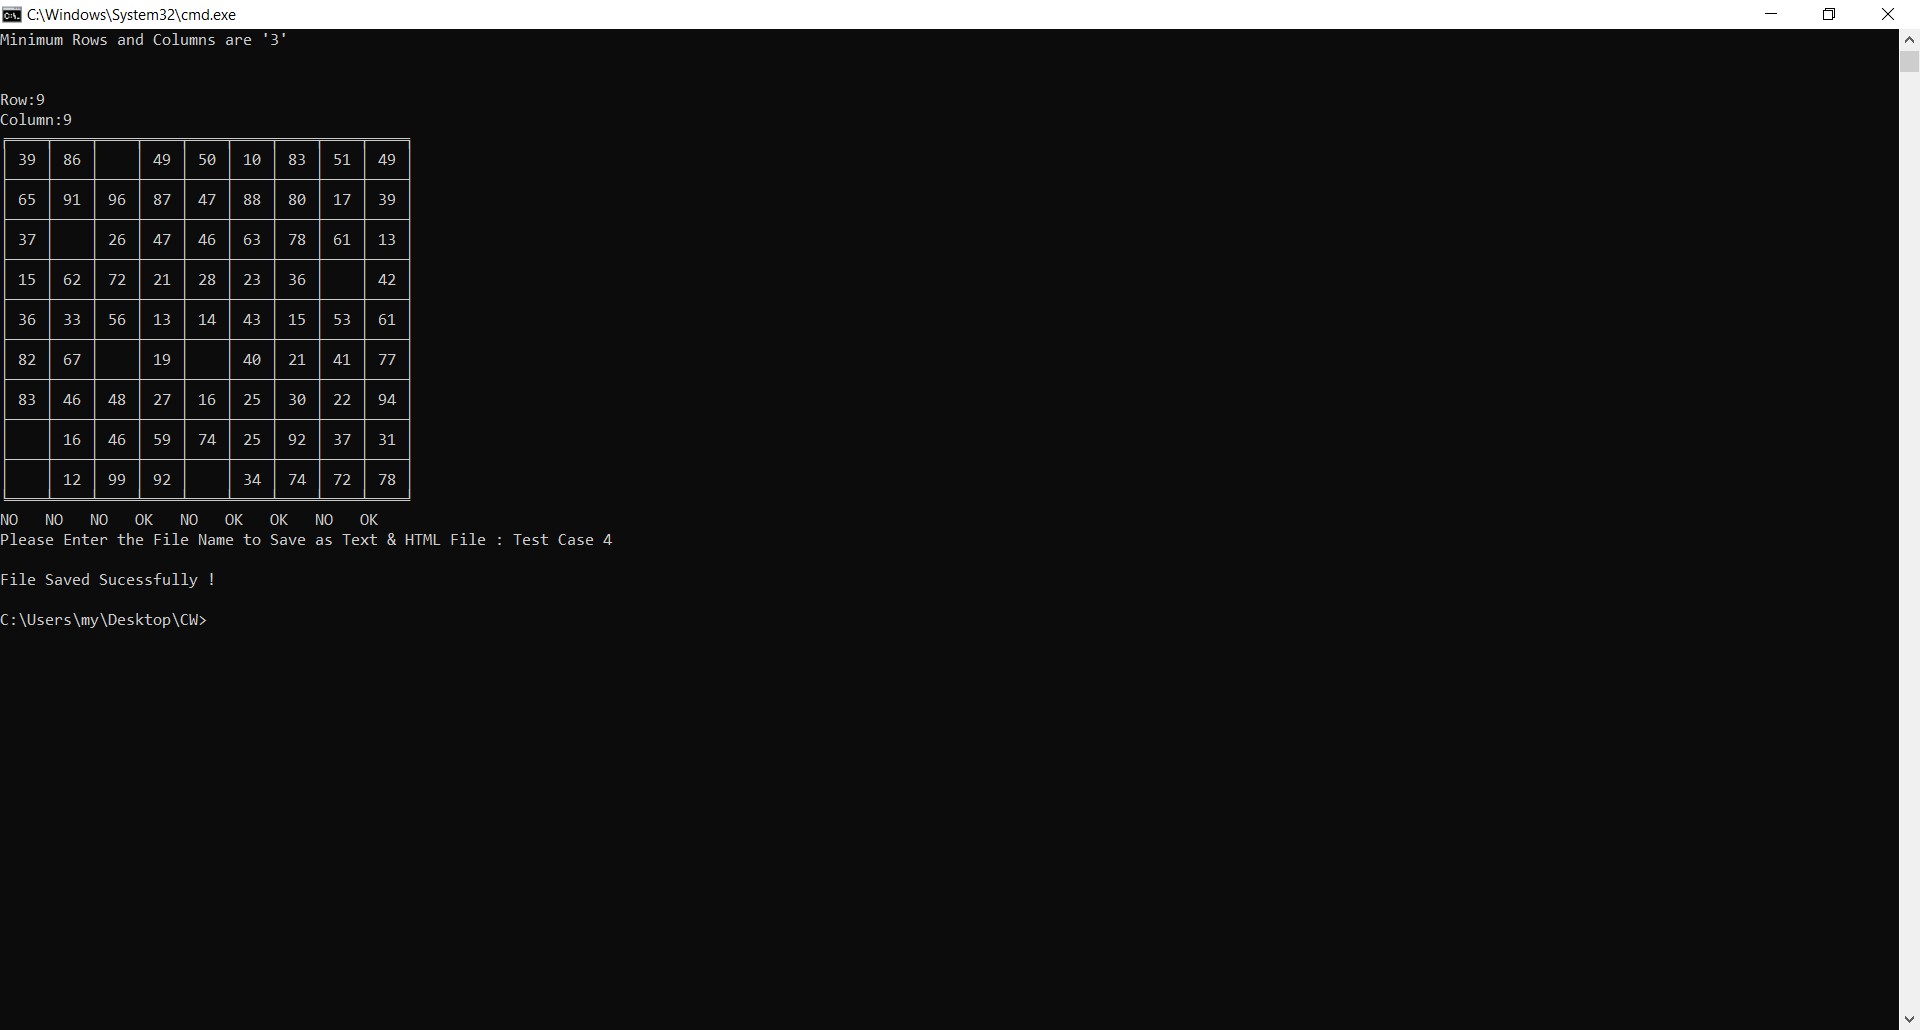 C:\Windows\System32\cmd.exe
Minimum Rows and Columns are '3'
Row:9
Column:9
39 86 49 50 10 83 51 49
65 91 96 87 47 88 80 17 39
37 26 47 46 63 78 61 13
15 62 72 21 28 23 36 42
36 33 56 13 14 43 15 53 61
82 67 19 40 21 41 77
83 46 48 27 16 25 30 22 94
16 46 59 74 25 92 37 31
12 99 92 34 74 72 78
NO NO NO OK NO OK OK NO OK
Please Enter the File Name to Save as Text & HTML File : Test Case 4
File Saved Sucessfully !
C:\Users\my\Desktop\CW>